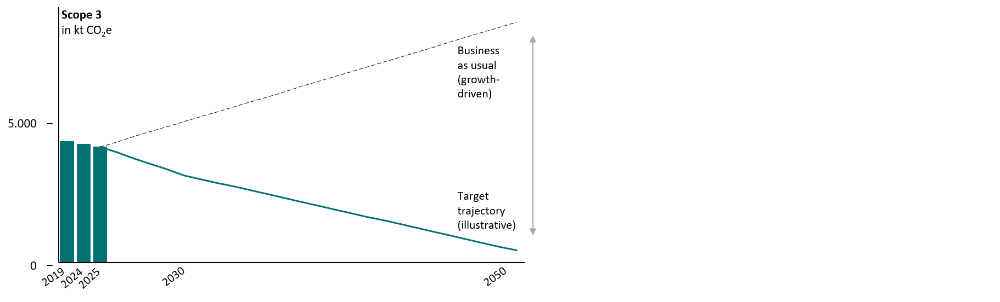 Scope 3
in kt CO₂e
Business
as usual
(growth-
driven)
5.000
Target
trajectory
(illustrative)
0
2019
2024
2025
2030
2050